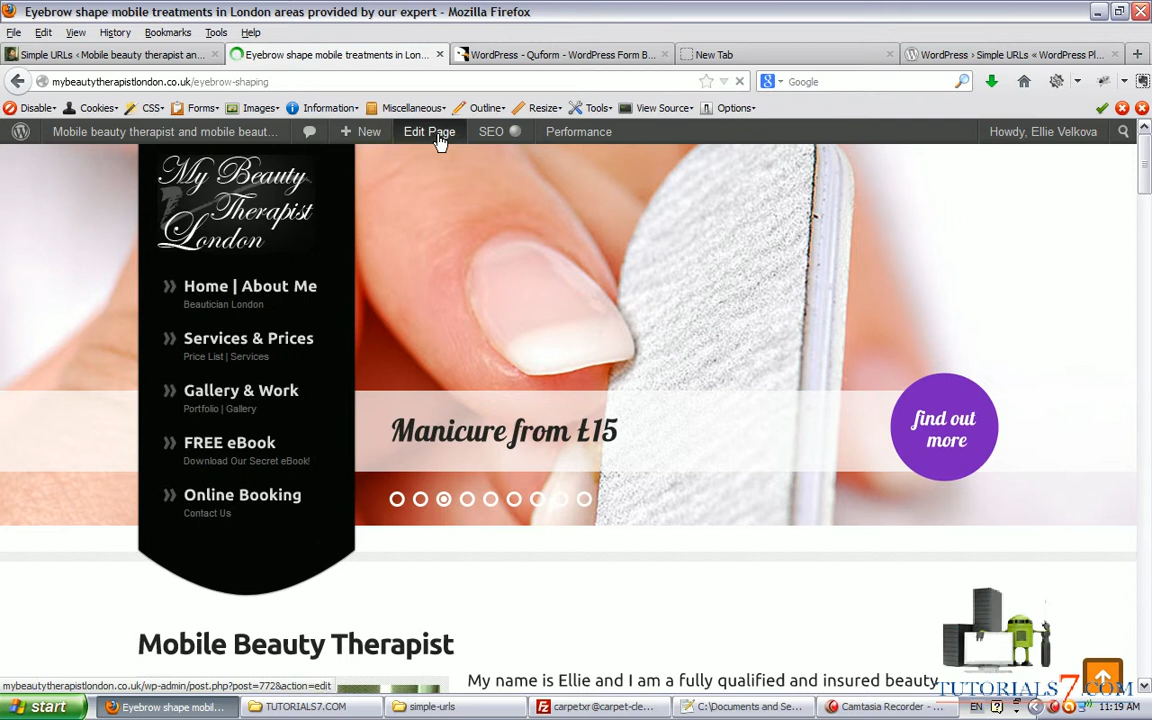 Eyebrow shape mobile treatments in London areas provided by our expert - Mozilla Firefox
File Edit View History Bookmarks Tools Help
Simple URLs ‹ Mobile beauty therapist an... Eyebrow shape mobile treatments in Lon... WordPress - Quform - WordPress Form B... New Tab WordPress › Simple URLs « WordPress Pl...
mybeautytherapistlondon.co.uk/eyebrow-shaping Google
Disable Cookies CSS Forms Images Information Miscellaneous Outline Resize Tools View Source Options
Mobile beauty therapist and mobile beaut... New Edit Page SEO Performance Howdy, Ellie Velkova
My Beauty
Therapist
London
Home | About Me
Beautician London
Services & Prices
Price List | Services
Gallery & Work
Portfolio | Gallery
FREE eBook
Download Our Secret eBook!
Online Booking
Contact Us
Manicure from Ł15
find out
more
Mobile Beauty Therapist
My name is Ellie and I am a fully qualified and insured beauty
mybeautytherapistlondon.co.uk/wp-admin/post.php?post=772&action=edit
TUTORIALS7.COM
start Eyebrow shape mobil... TUTORIALS7.COM simple-urls carpetxr@carpet-cle... C:\Documents and Se... Camtasia Recorder - ... EN 11:19 AM